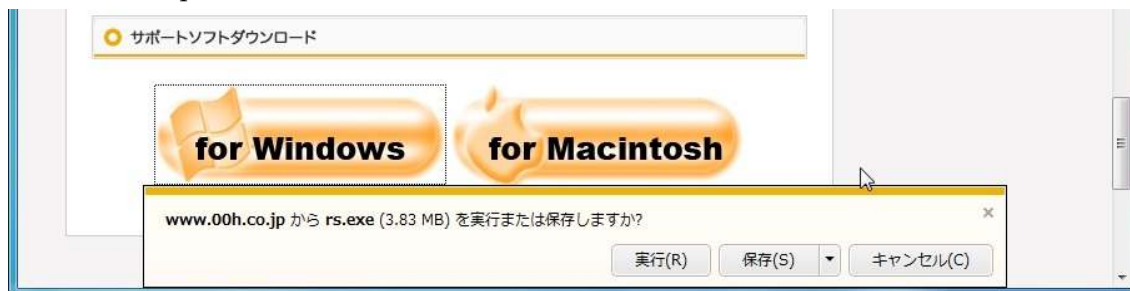 サポートソフトダウンロード
for Windows
for Macintosh
www.00h.co.jp から rs.exe (3.83 MB) を実行または保存しますか?
×
実行(R)
保存(S)
キャンセル(C)